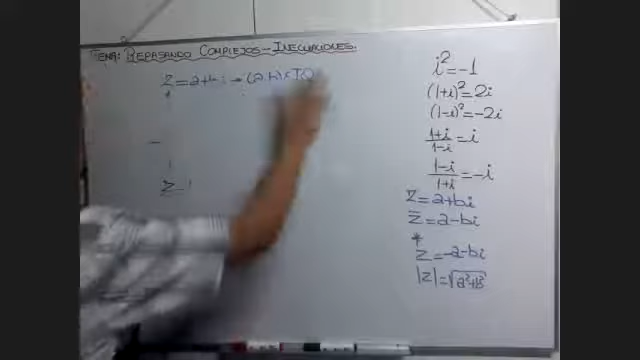 TEMA: REPASANDO COMPLEJOS - INECUACIONES.
Z = a+bi → (a,b) ∈ I
Z =
i² = -1
(1+i)² = 2i
(1-i)² = -2i
1+i/1-i = i
1-i/1+i = -i
Z = a+bi
Z̅ = a-bi
*
Z = -a-bi
|Z| = √a²+b²